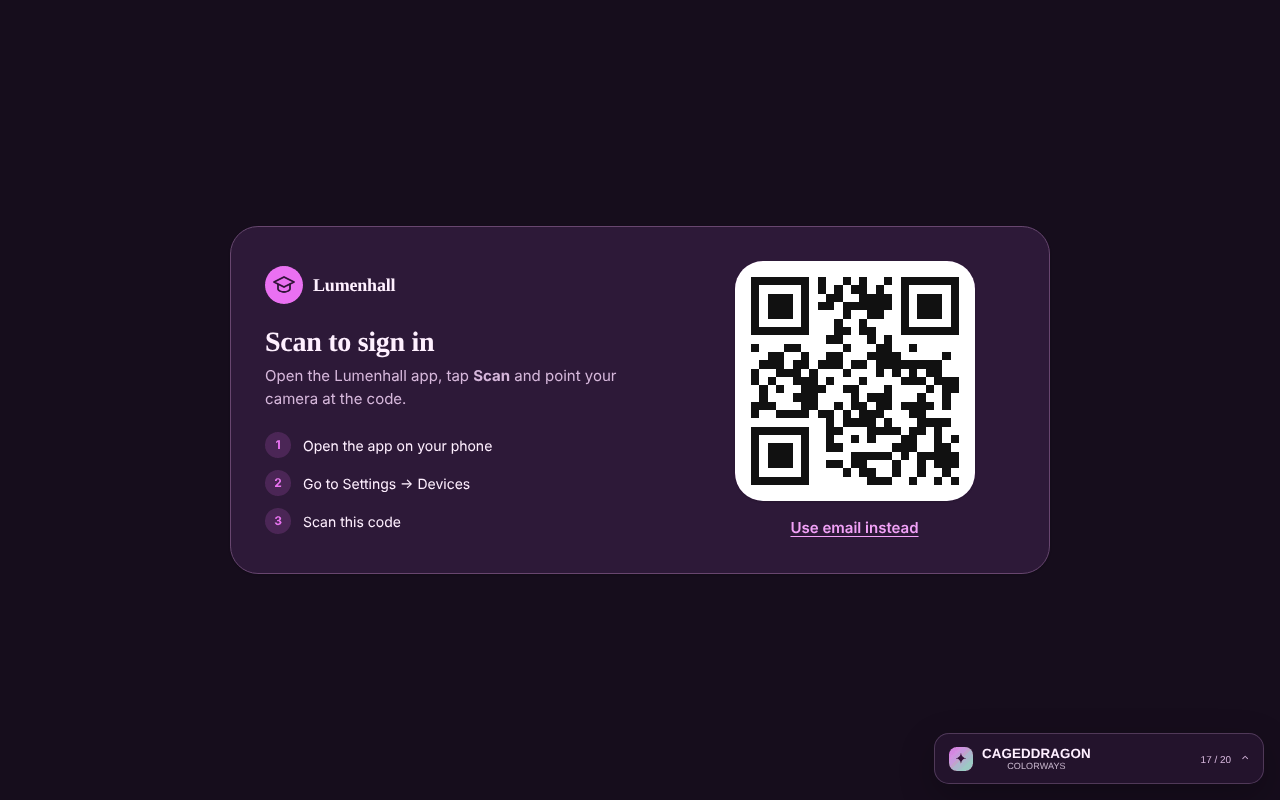 Lumenhall
Scan to sign in
Open the Lumenhall app, tap Scan and point your
camera at the code.
1 Open the app on your phone
2 Go to Settings → Devices
3 Scan this code
Use email instead
CAGEDDRAGON
COLORWAYS
17 / 20